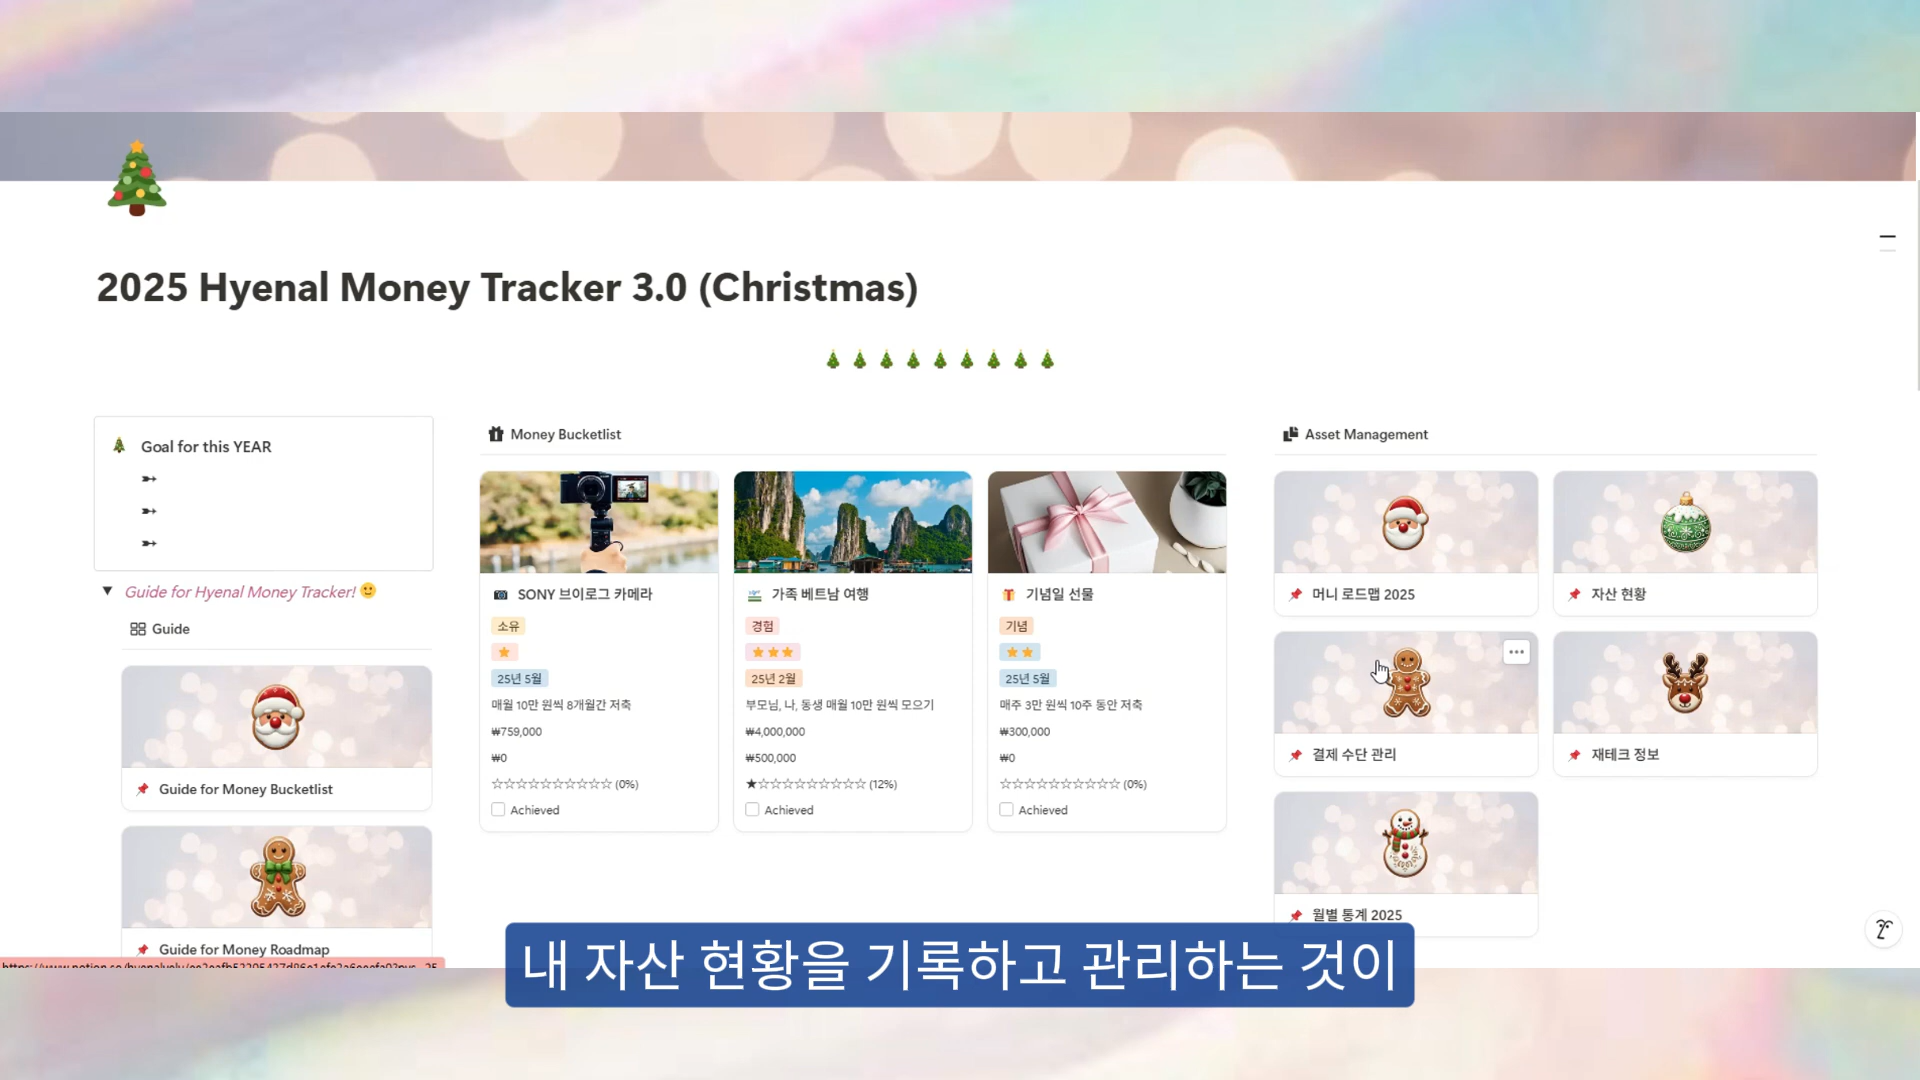 2025 Hyenal Money Tracker 3.0 (Christmas)
Goal for this YEAR
Guide for Hyenal Money Tracker!
Guide
Guide for Money Bucketlist
Guide for Money Roadmap
Money Bucketlist
SONY 브이로그 카메라
소유
25년 5월
매월 10만 원씩 8개월간 저축
₩759,000
₩0
☆☆☆☆☆☆☆☆☆☆ (0%)
Achieved
가족 베트남 여행
경험
25년 2월
부모님, 나, 동생 매월 10만 원씩 모으기
₩4,000,000
₩500,000
★☆☆☆☆☆☆☆☆☆ (12%)
Achieved
기념일 선물
기념
25년 5월
매주 3만 원씩 10주 동안 저축
₩300,000
₩0
☆☆☆☆☆☆☆☆☆☆ (0%)
Achieved
Asset Management
머니 로드맵 2025
자산 현황
결제 수단 관리
재테크 정보
월별 통계 2025
내 자산 현황을 기록하고 관리하는 것이